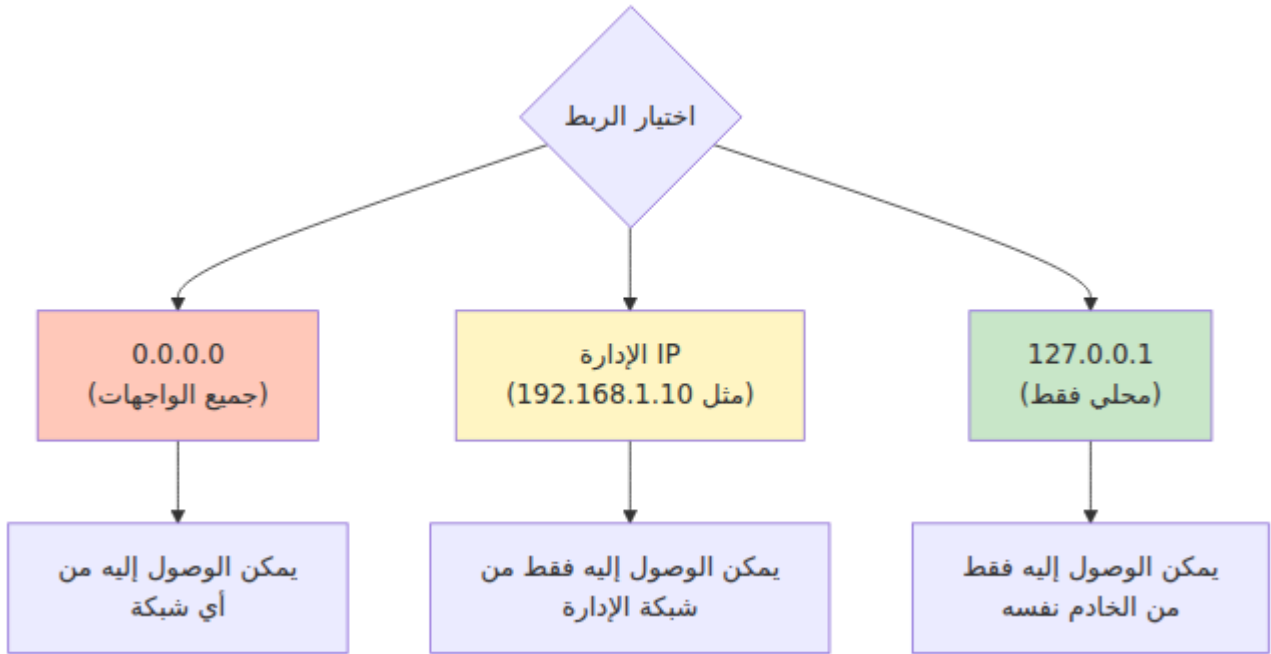 اختيار الربط
0.0.0.0
(جميع الواجهات)
IP الإدارة
(مثل 192.168.1.10)
127.0.0.1
(محلي فقط)
يمكن الوصول إليه من
أي شبكة
يمكن الوصول إليه فقط من
شبكة الإدارة
يمكن الوصول إليه فقط
من الخادم نفسه